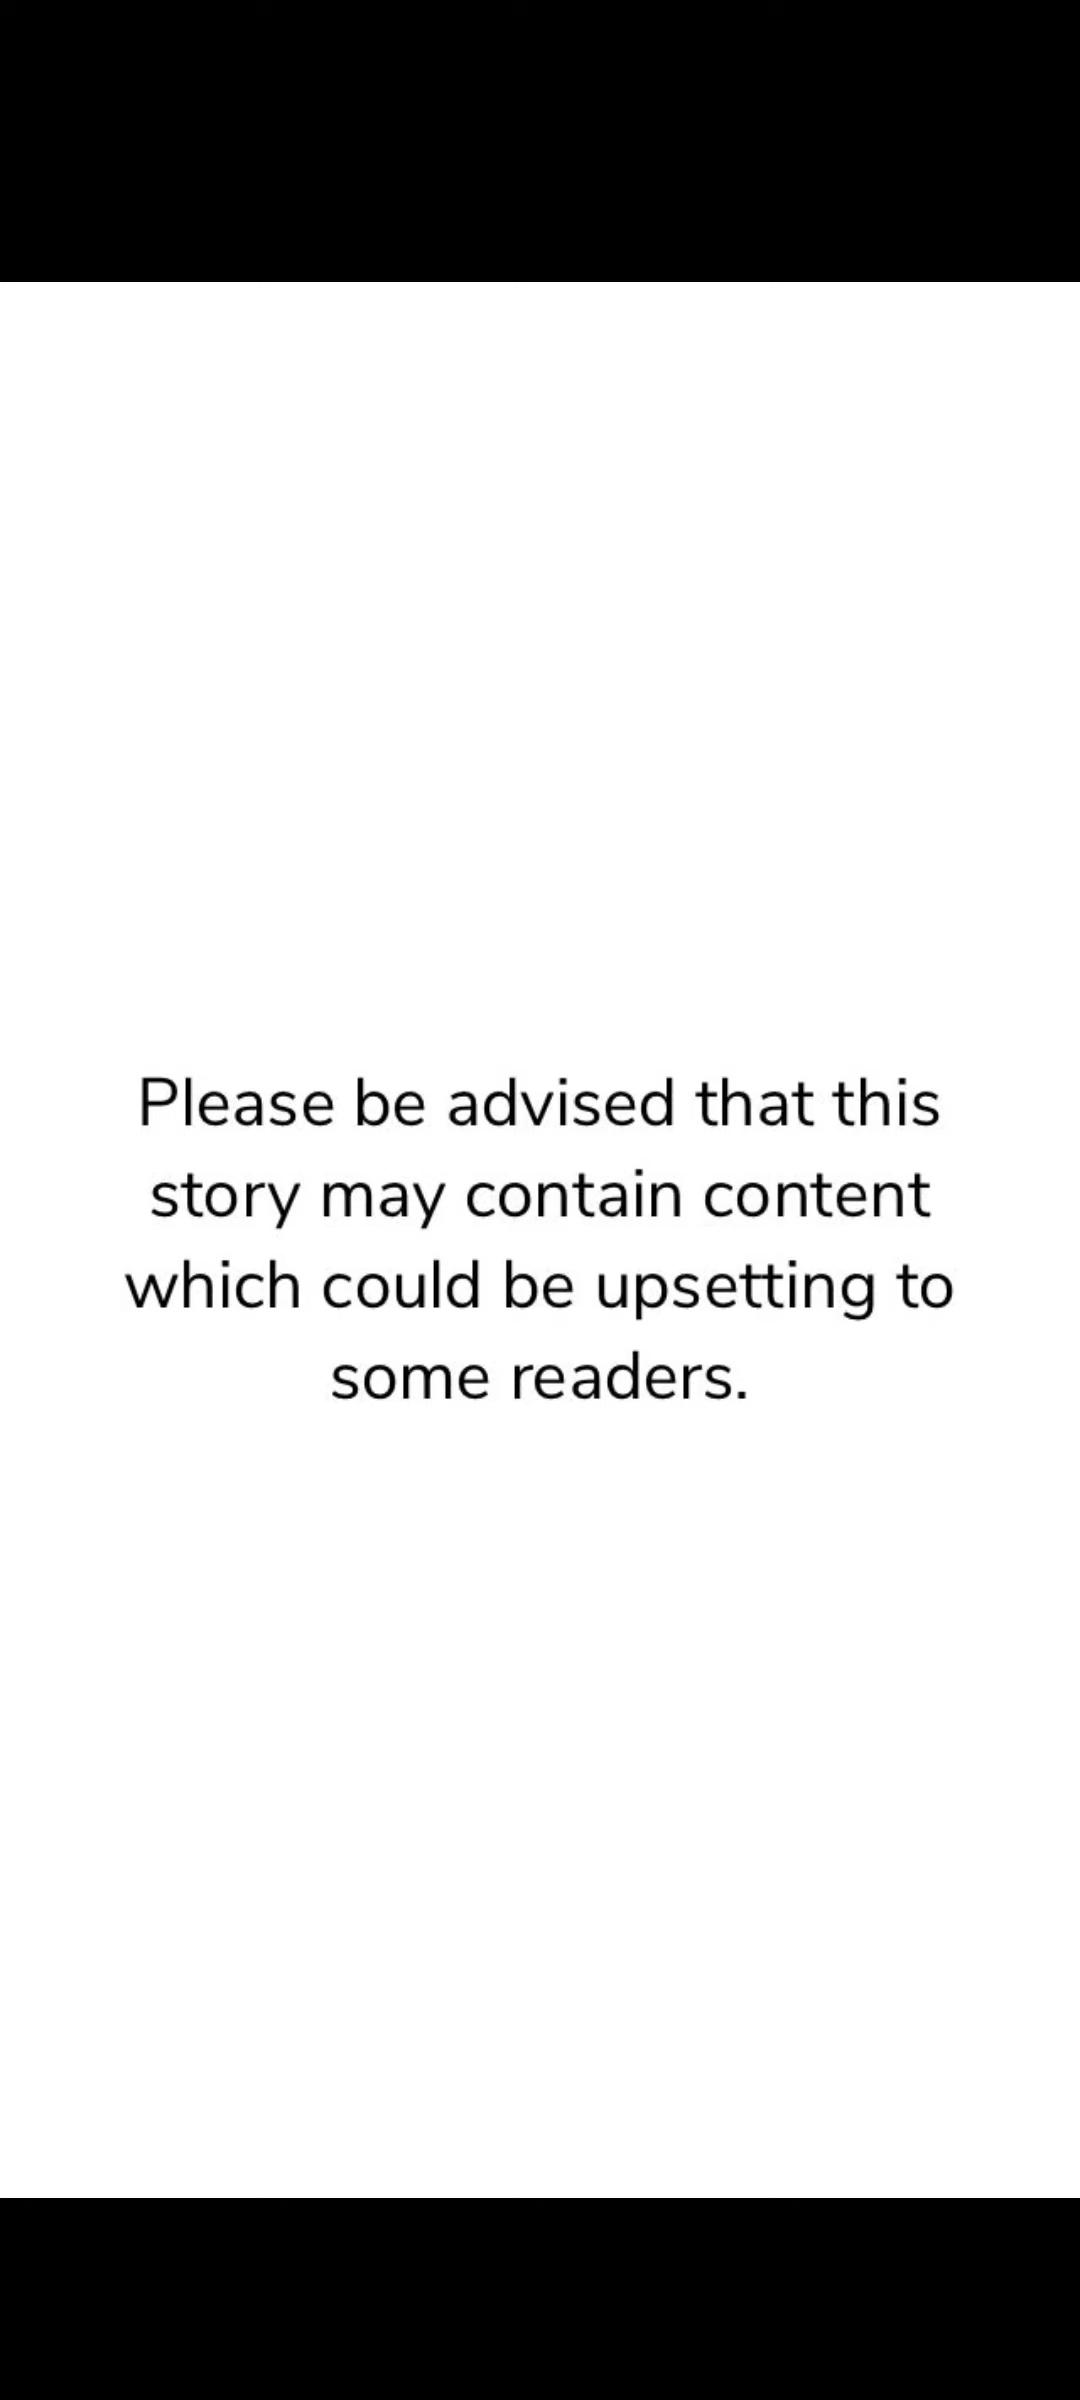 Please be advised that this
story may contain content
which could be upsetting to
some readers.